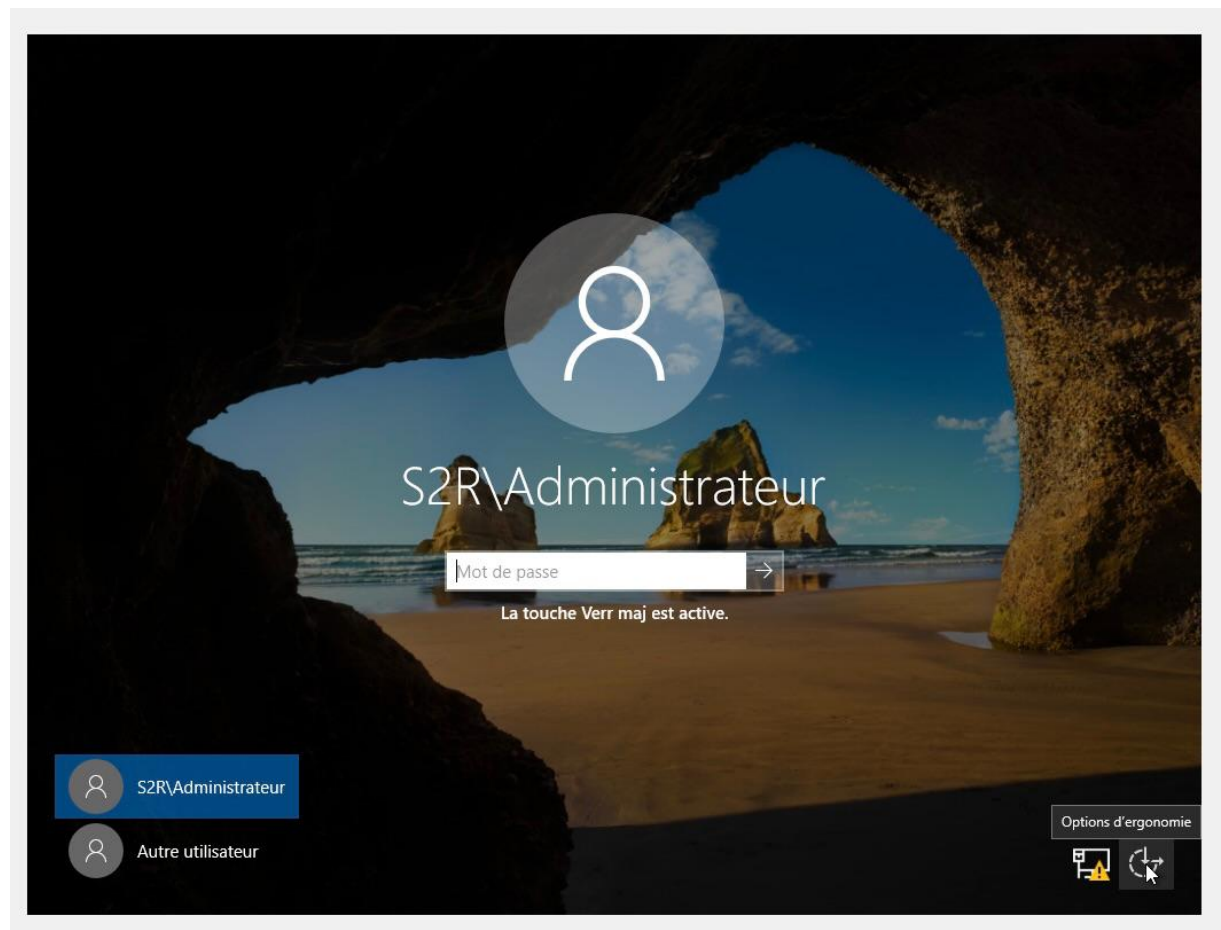 S2R\Administrateur
Mot de passe
La touche Verr maj est active.
S2R\Administrateur
Autre utilisateur
Options d'ergonomie